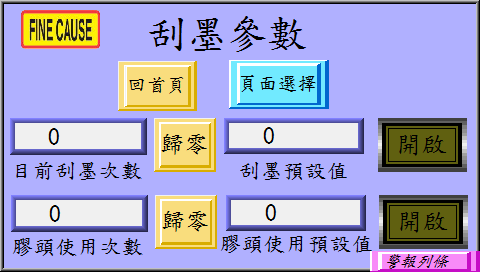 FINE CAUSE
刮墨參數
回首頁
頁面選擇
0
歸零
0
開啟
目前刮墨次數
刮墨預設值
0
歸零
0
開啟
膠頭使用次數
膠頭使用預設值
警報列條